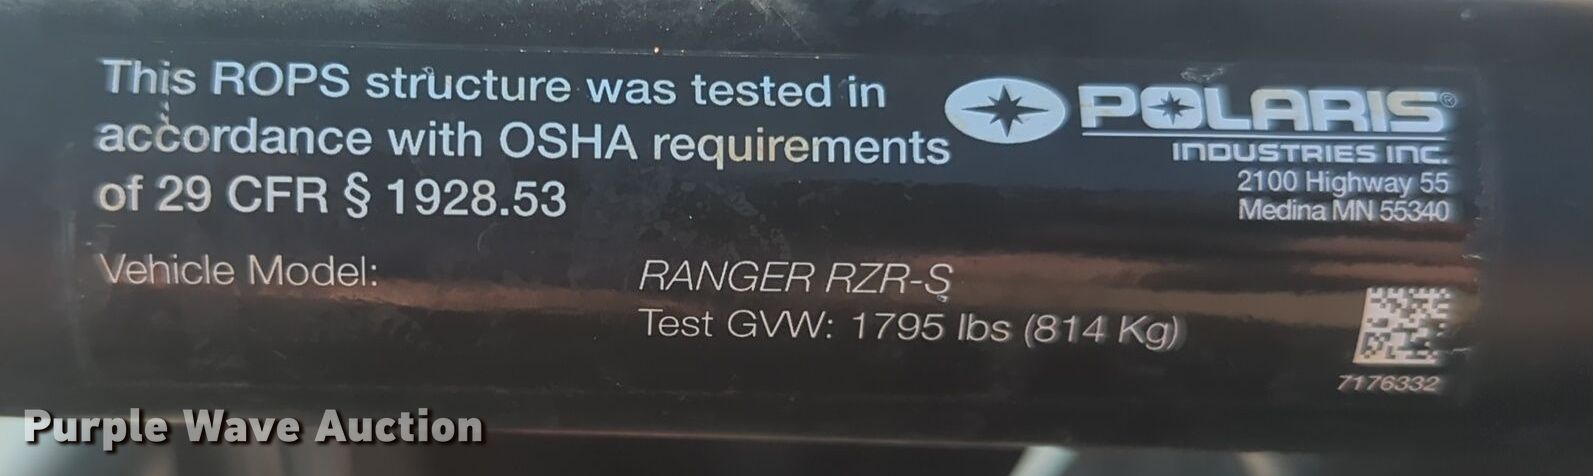 This ROPS structure was tested in
accordance with OSHA requirements
of 29 CFR § 1928.53
POLARIS®
INDUSTRIES INC.
2100 Highway 55
Medina MN 55340
Vehicle Model:
RANGER RZR-S
Test GVW: 1795 lbs (814 Kg)
7176332
Purple Wave Auction